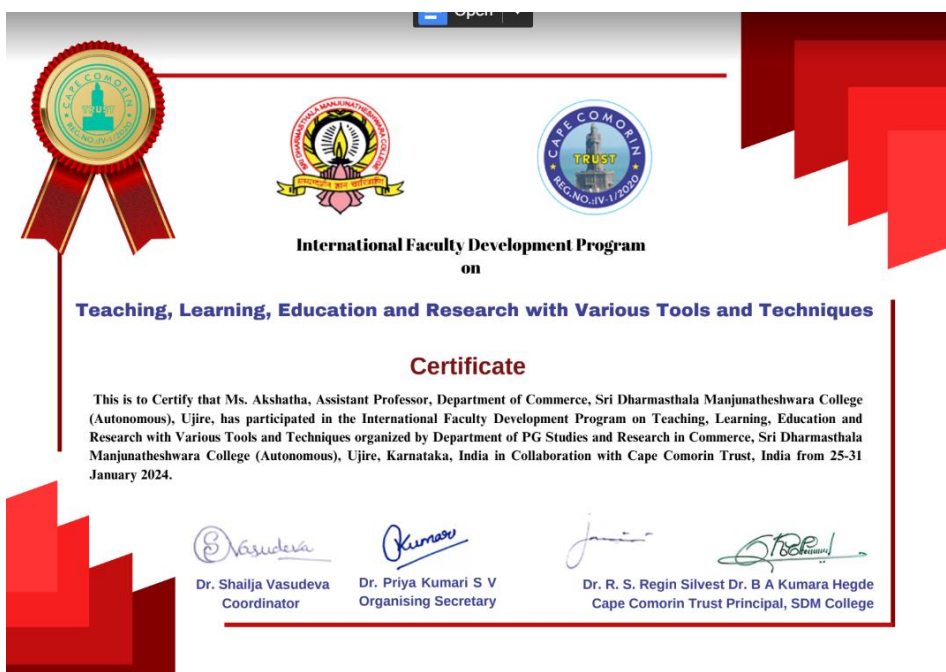 Open
CAPE COMORIN
TRUST
REG.NO.:IV-1/2020
SRI DHARMASTHALA MANJUNATHESHWARA COLLEGE
CAPE COMORIN
TRUST
REG.NO.:IV-1/2020
International Faculty Development Program
on
Teaching, Learning, Education and Research with Various Tools and Techniques
Certificate
This is to Certify that Ms. Akshatha, Assistant Professor, Department of Commerce, Sri Dharmasthala Manjunatheshwara College
(Autonomous), Ujire, has participated in the International Faculty Development Program on Teaching, Learning, Education and
Research with Various Tools and Techniques organized by Department of PG Studies and Research in Commerce, Sri Dharmasthala
Manjunatheshwara College (Autonomous), Ujire, Karnataka, India in Collaboration with Cape Comorin Trust, India from 25-31
January 2024.
SVasudeva
Kumari
Dr. Shailja Vasudeva
Coordinator
Dr. Priya Kumari S V
Organising Secretary
Dr. R. S. Regin Silvest Dr. B A Kumara Hegde
Cape Comorin Trust Principal, SDM College